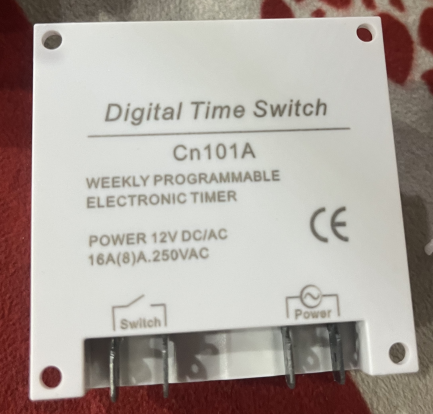 Digital Time Switch
Cn101A
WEEKLY PROGRAMMABLE
ELECTRONIC TIMER
CE
POWER 12V DC/AC
16A(8)A.250VAC
Switch
Power